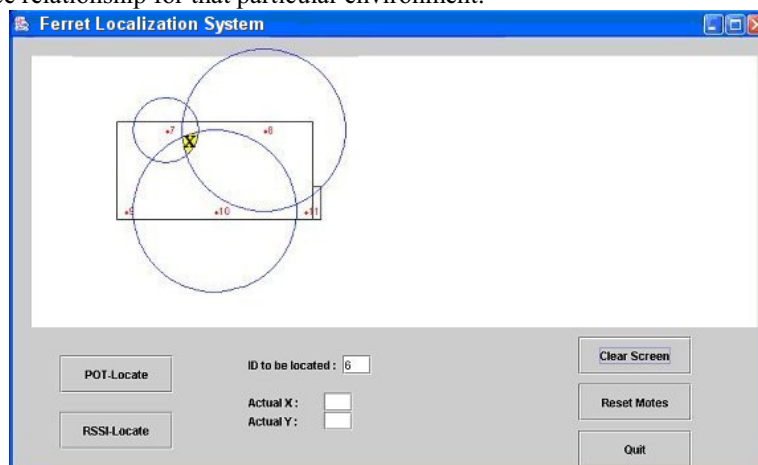 be relationship for that particular environment.
Ferret Localization System
7
8
X
9
10
11
POT-Locate
ID to be located : 6
Clear Screen
Actual X :
Reset Motes
Actual Y :
RSSI-Locate
Quit